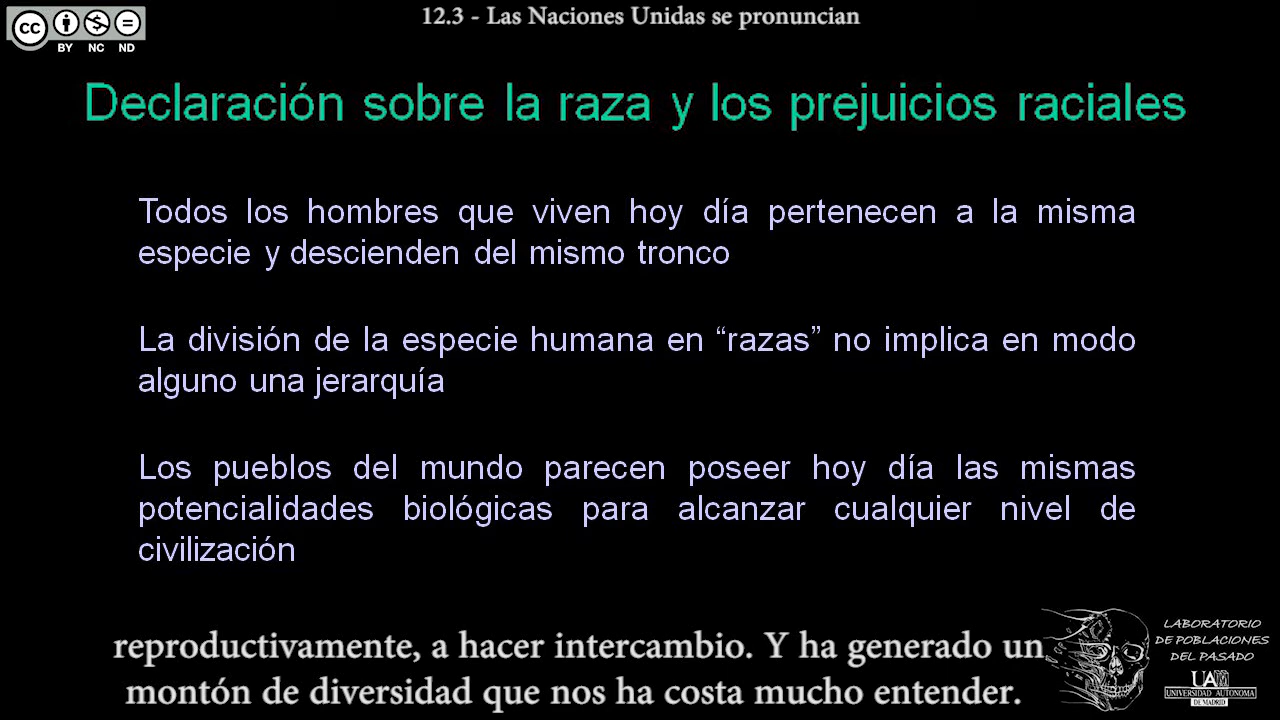 12.3 - Las Naciones Unidas se pronuncian
cc
BY NC ND
Declaración sobre la raza y los prejuicios raciales
Todos los hombres que viven hoy día pertenecen a la misma
especie y descienden del mismo tronco
La división de la especie humana en “razas” no implica en modo
alguno una jerarquía
Los pueblos del mundo parecen poseer hoy día las mismas
potencialidades biológicas para alcanzar cualquier nivel de
civilización
reproductivamente, a hacer intercambio. Y ha generado un
montón de diversidad que nos ha costa mucho entender.
LABORATORIO
DE POBLACIONES
DEL PASADO
UAM
UNIVERSIDAD AUTONOMA
DE MADRID